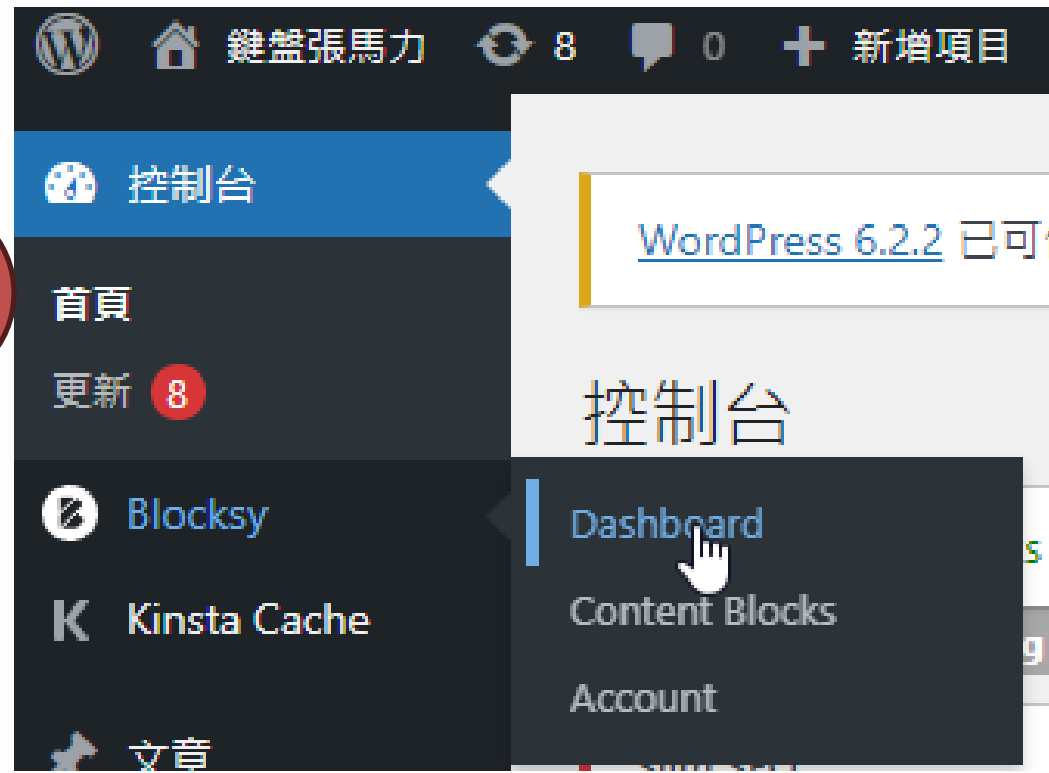 鍵盤張馬力 8 0 新增項目
控制台
WordPress 6.2.2 已可
首頁
更新 8
控制台
Blocksy
Dashboard
Content Blocks
Account
Kinsta Cache
文章